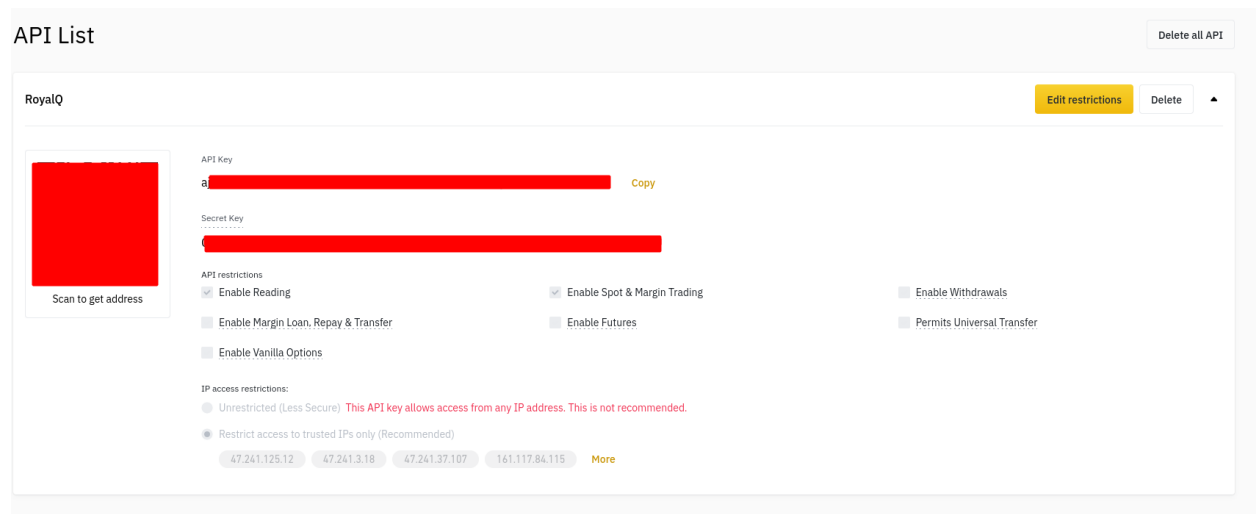 API List
Delete all API
RoyalQ
Edit restrictions
Delete
API Key
a
Copy
Secret Key
Scan to get address
API restrictions
Enable Reading
Enable Spot & Margin Trading
Enable Withdrawals
Enable Margin Loan, Repay & Transfer
Enable Futures
Permits Universal Transfer
Enable Vanilla Options
IP access restrictions:
Unrestricted (Less Secure) This API key allows access from any IP address. This is not recommended.
Restrict access to trusted IPs only (Recommended)
47.241.125.12 47.241.3.18 47.241.37.107 161.117.84.115 More